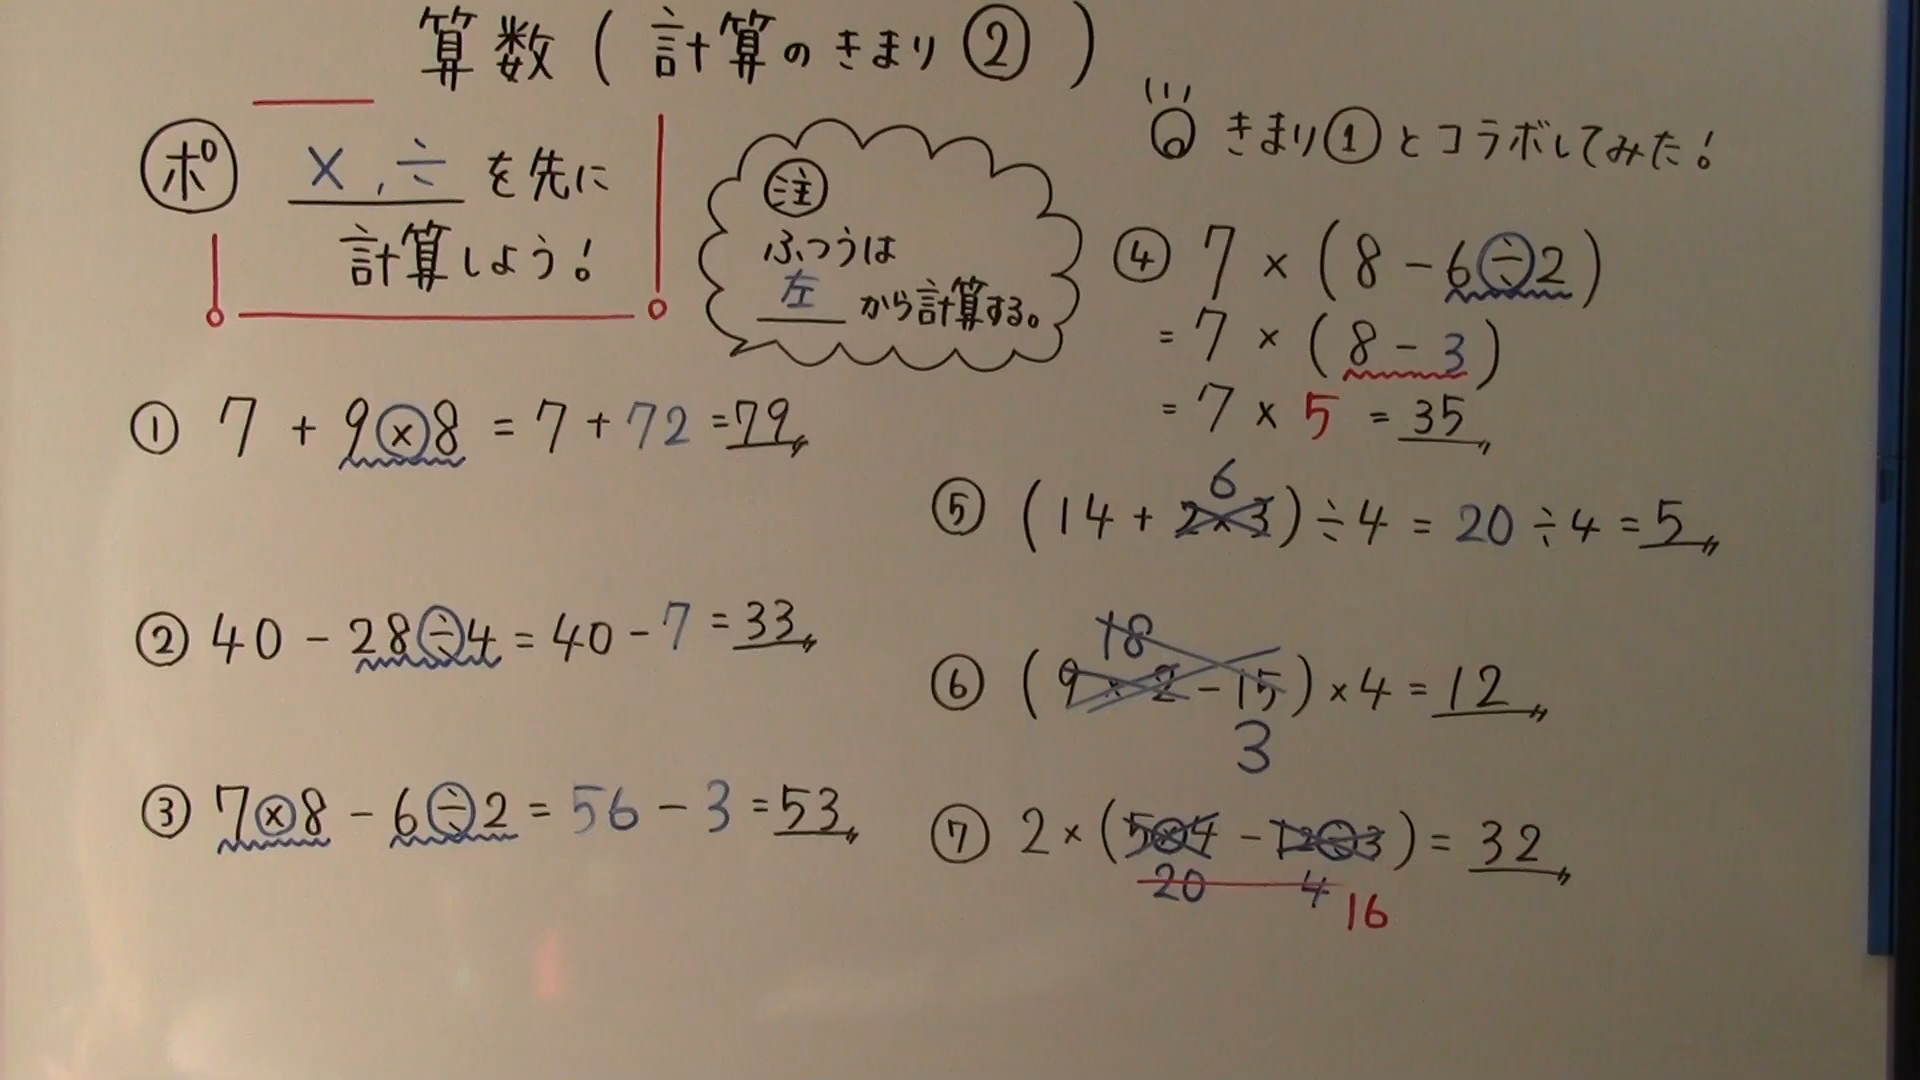 算数(計算のきまり②)
ポ ×,÷を先に
計算しよう!
注
ふつうは
左から計算する。
① 7 + 9×8 = 7 + 72 = 79
② 40 - 28÷4 = 40 - 7 = 33
③ 7×8 - 6÷2 = 56 - 3 = 53
きまり①とコラボしてみた!
④ 7 × (8 - 6÷2)
= 7 × (8 - 3)
= 7 × 5 = 35
6
⑤ (14 + 2×3) ÷ 4 = 20 ÷ 4 = 5
18
⑥ (9×2 - 15) × 4 = 12
3
⑦ 2 × (5×4 - 12÷3) = 32
20 4 16